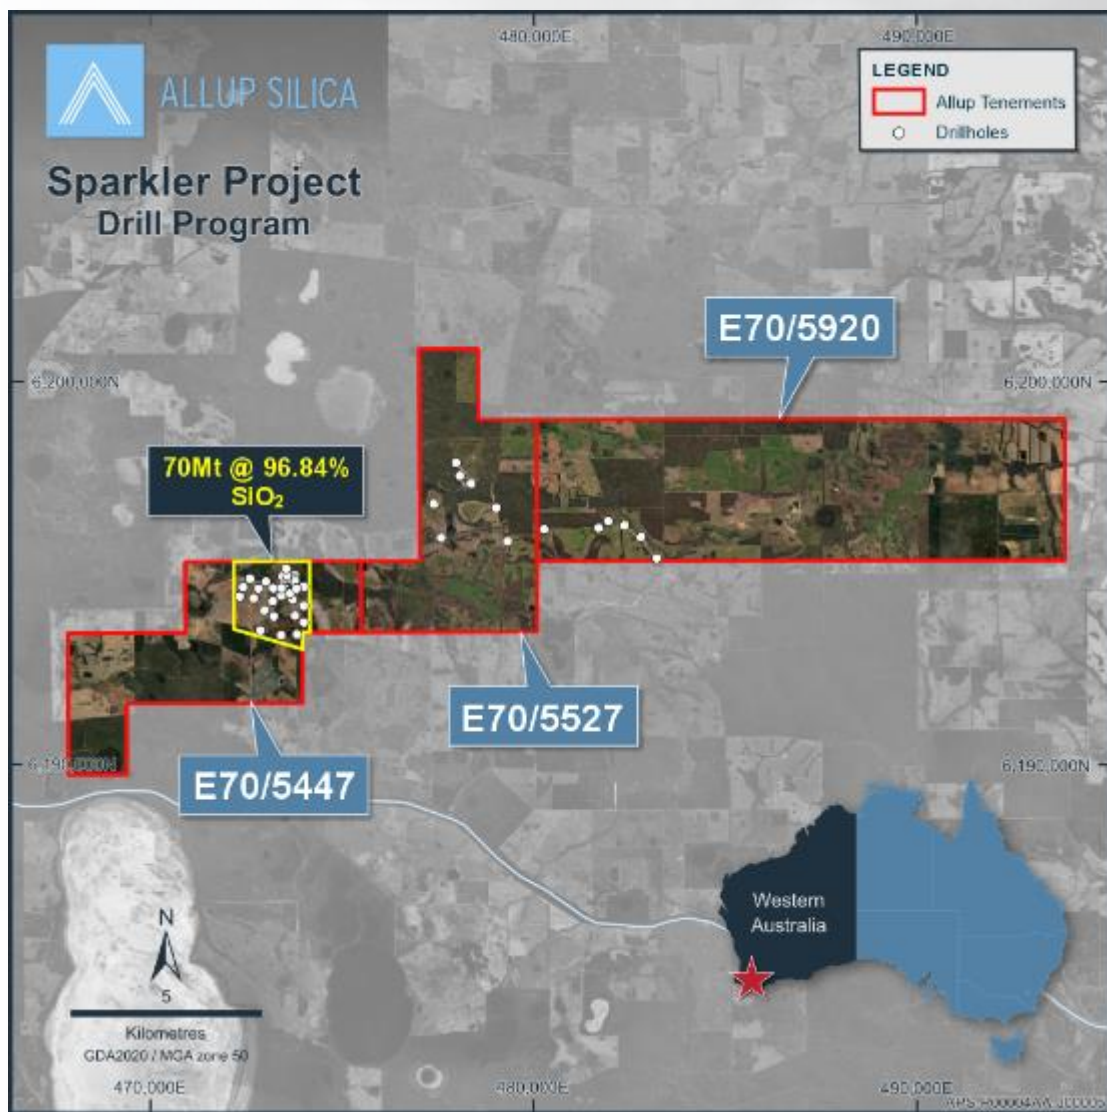 480,000E
490,000E
ALLUP SILICA
LEGEND
Allup Tenements
Drillholes
Sparkler Project
Drill Program
E70/5920
6,200,000N
6,200,000N
70Mt @ 96.84%
SiO₂
E70/5527
E70/5447
6,190,000N
6,190,000N
Western
Australia
N
5
Kilometres
GDA2020 / MGA zone 50
470,000E
480,000E
490,000E